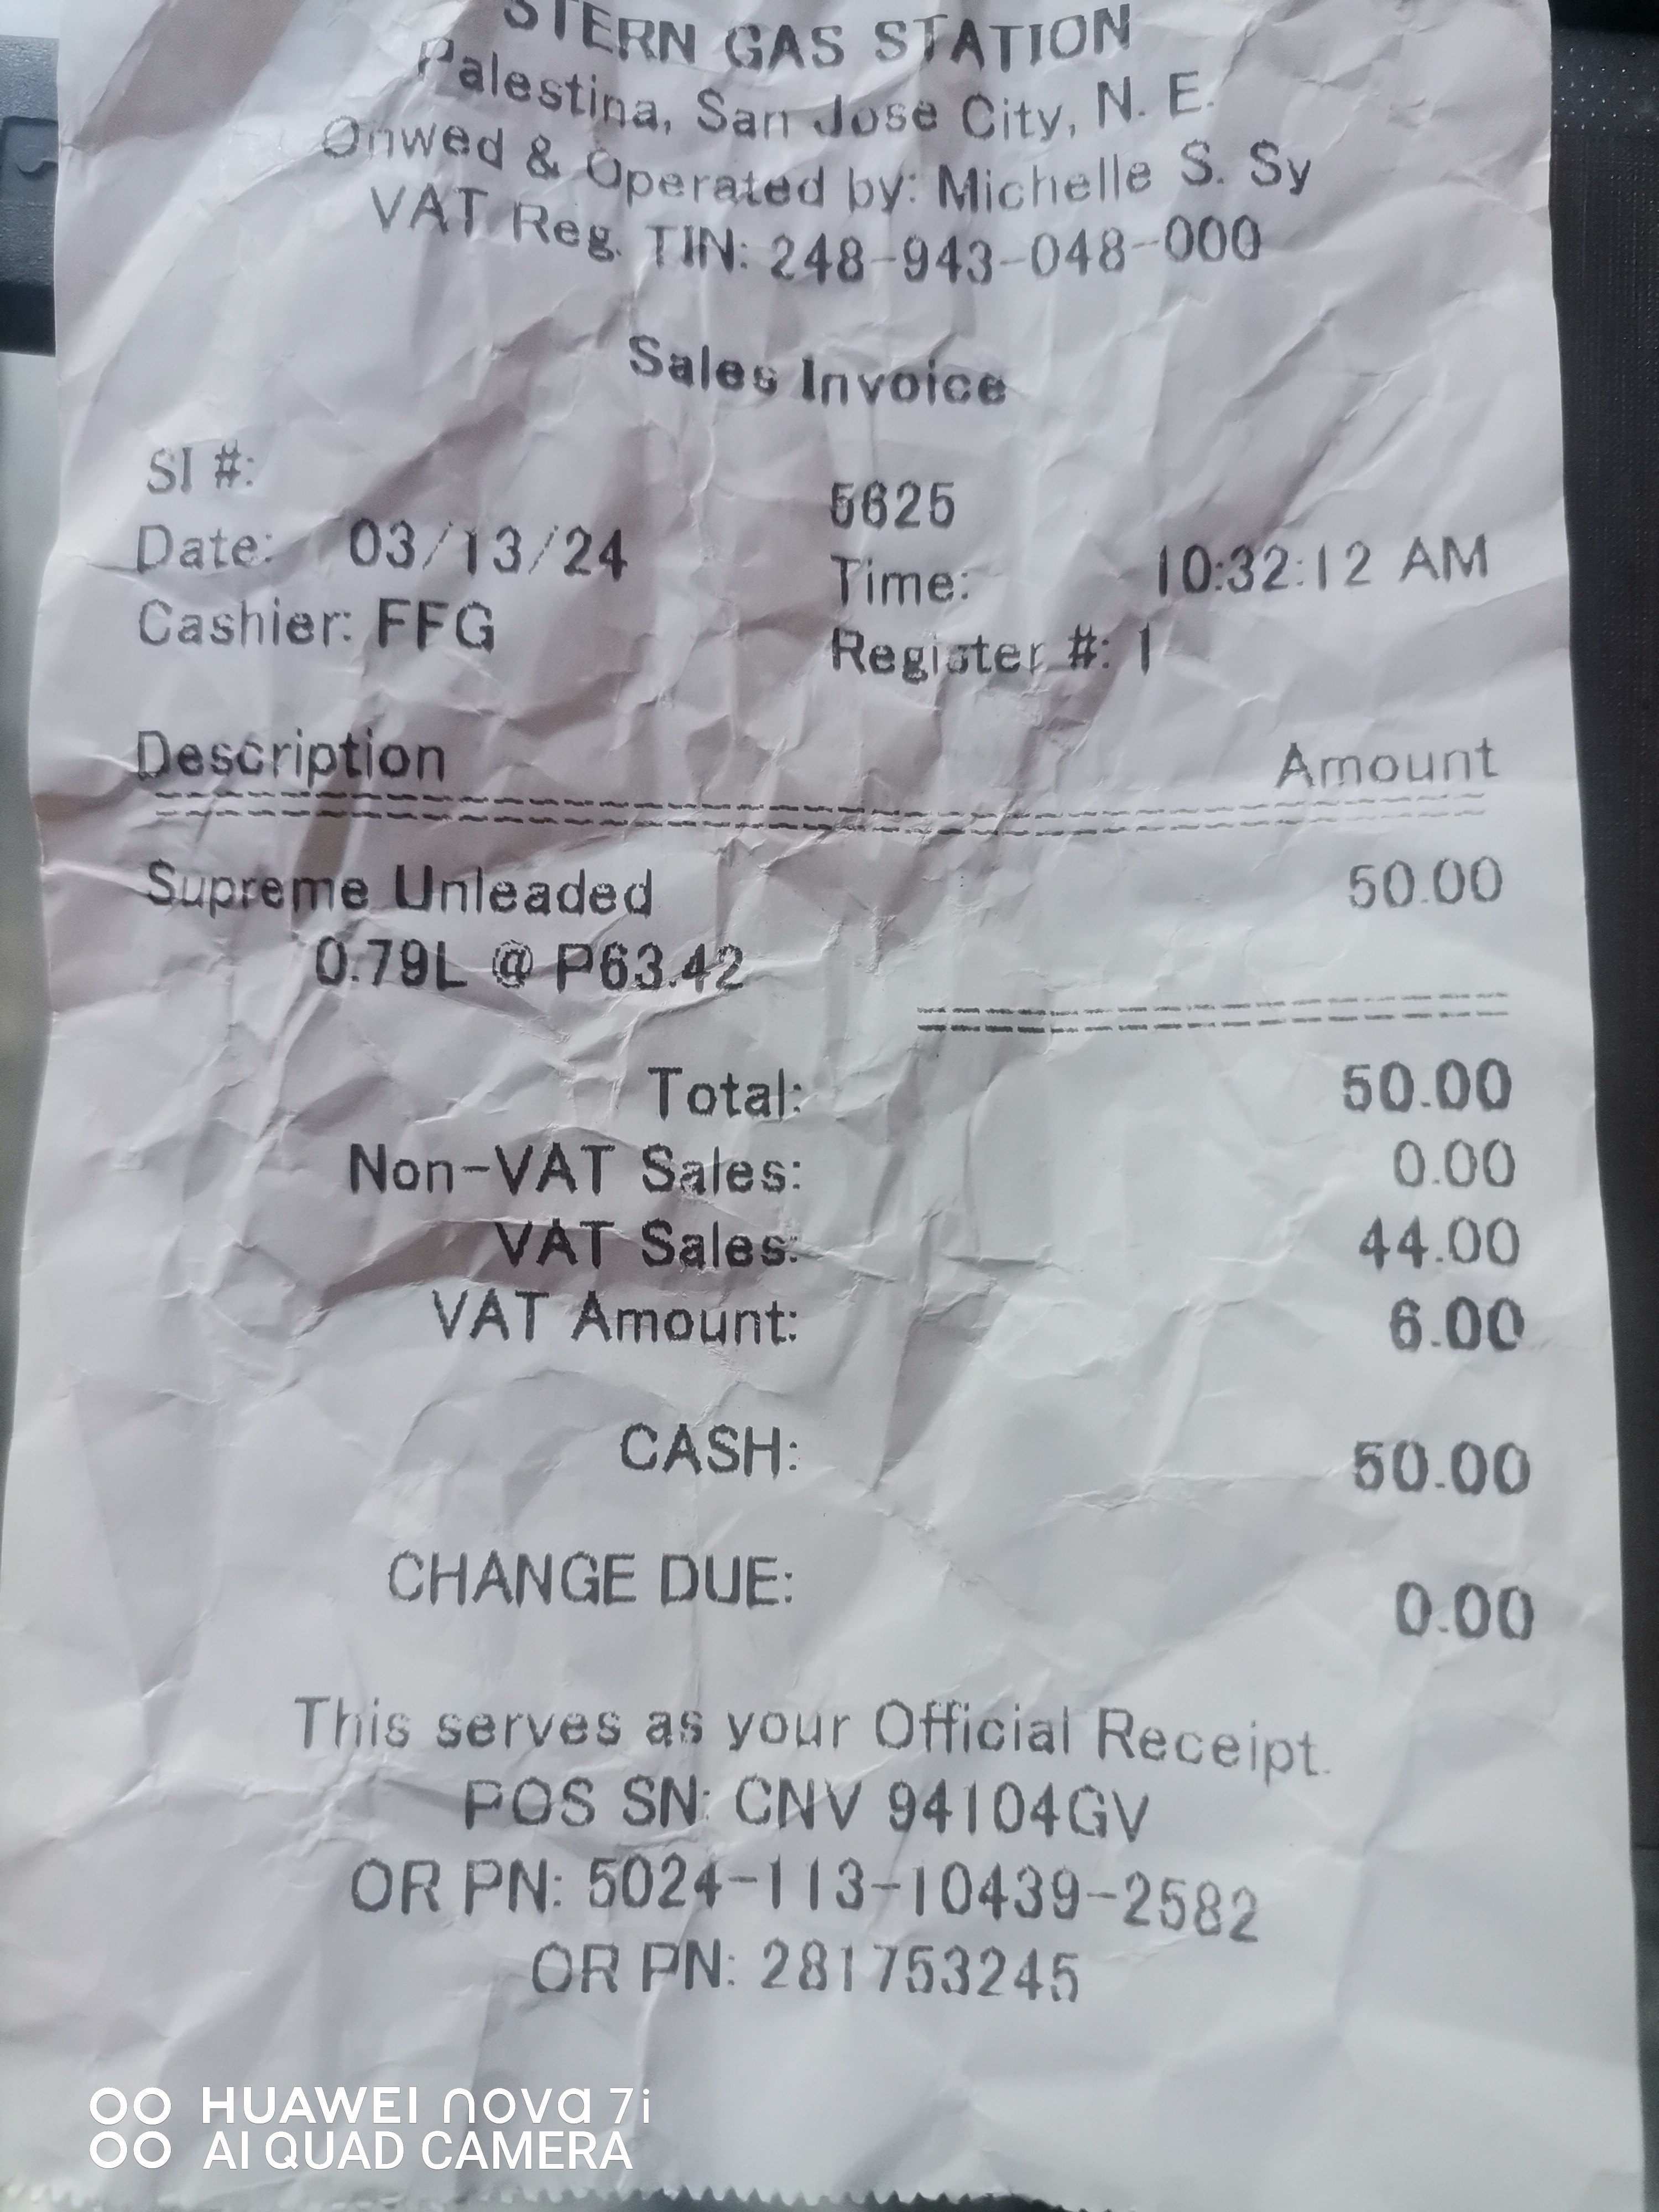 STERN GAS STATION
Palestina, San Jose City, N. E.
Onwed & Operated by: Michelle S. Sy
VAT Reg. TIN: 248-943-048-000
Sales Invoice
SI #: 5625
Date: 03/13/24 Time: 10:32:12 AM
Cashier: FFG Register #: 1
Description Amount
Supreme Unleaded 50.00
0.79L @ P63.42
Total: 50.00
Non-VAT Sales: 0.00
VAT Sales: 44.00
VAT Amount: 6.00
CASH: 50.00
CHANGE DUE: 0.00
This serves as your Official Receipt.
POS SN: CNV 94104GV
OR PN: 5024-113-10439-2582
OR PN: 281753245
HUAWEI nova 7i
AI QUAD CAMERA